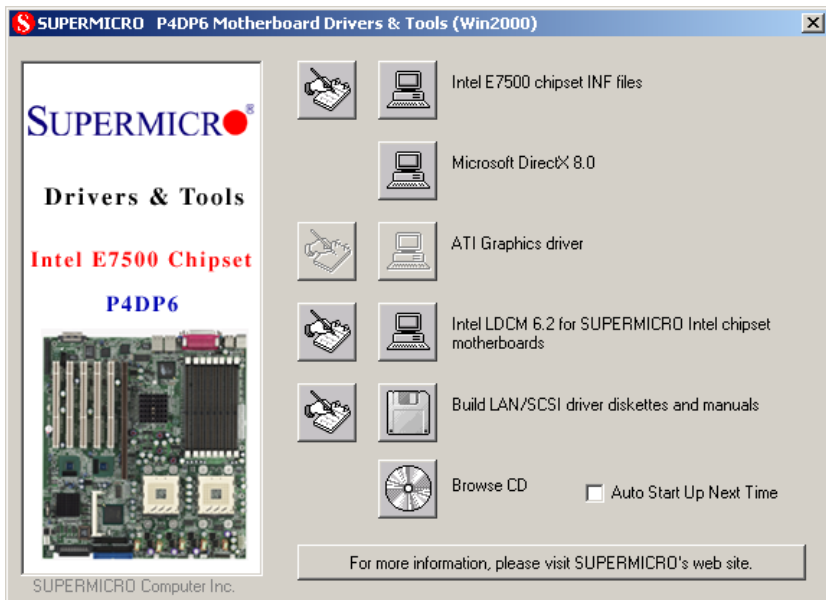 SUPERMICRO P4DP6 Motherboard Drivers & Tools (Win2000)
SUPERMICRO®
Drivers & Tools
Intel E7500 Chipset
P4DP6
SUPERMICRO Computer Inc.
Intel E7500 chipset INF files
Microsoft DirectX 8.0
ATI Graphics driver
Intel LDCM 6.2 for SUPERMICRO Intel chipset
motherboards
Build LAN/SCSI driver diskettes and manuals
Browse CD
Auto Start Up Next Time
For more information, please visit SUPERMICRO's web site.